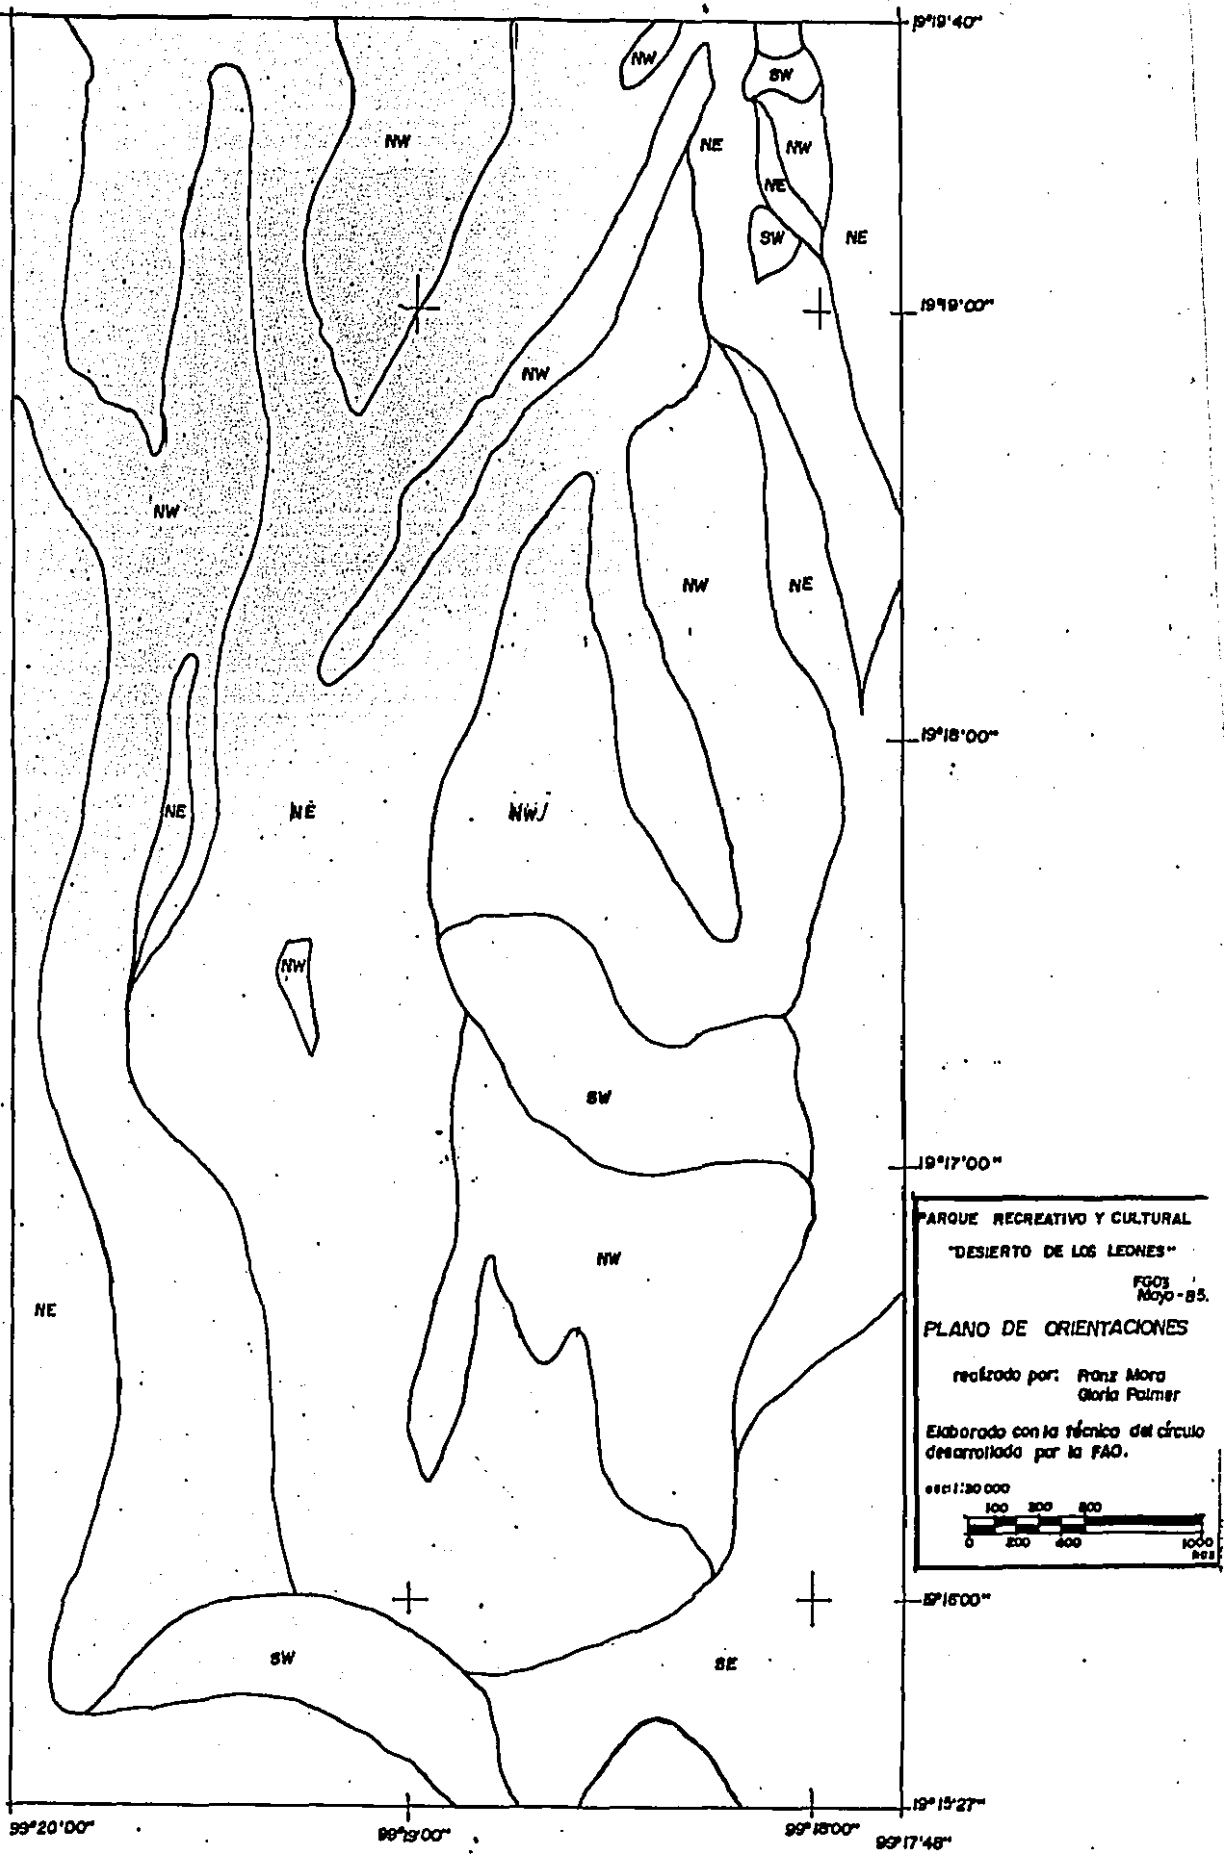 19°19'40"
NW
SW
NW
NE
NW
NE
SW
NE
19°19'00"
NW
NW
NW
NE
19°18'00"
NE
NE
NW
NW
SW
19°17'00"
NW
NE
PARQUE RECREATIVO Y CULTURAL
"DESIERTO DE LOS LEONES"
FG03
Mayo-85.
PLANO DE ORIENTACIONES
realizado por: Franz Mora
Gloria Palmer
Elaborado con la técnica del círculo
desarrollada por la FAO.
100 300
0 200 400 1000
19°16'00"
SW
SE
19°15'27"
99°20'00" 99°19'00" 99°18'00" 99°17'48"